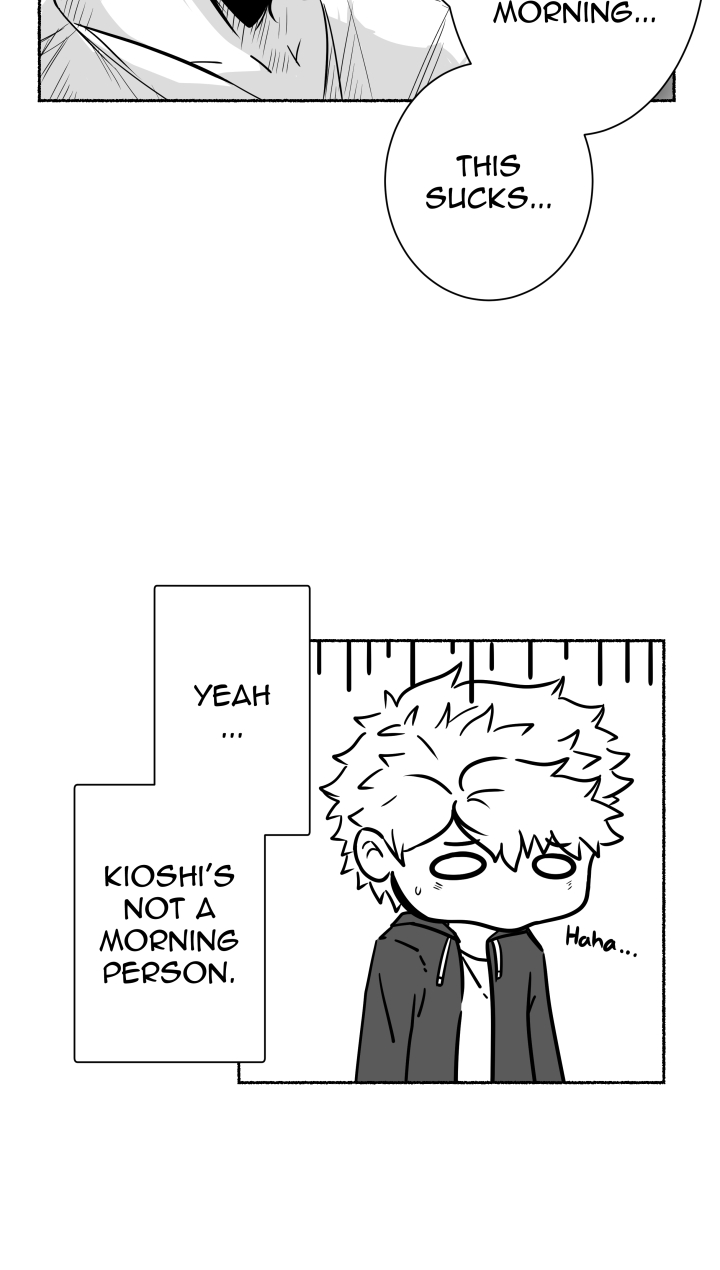 MORNING...
THIS
SUCKS...
YEAH
...
KIOSHI'S
NOT A
MORNING
PERSON.
Haha...